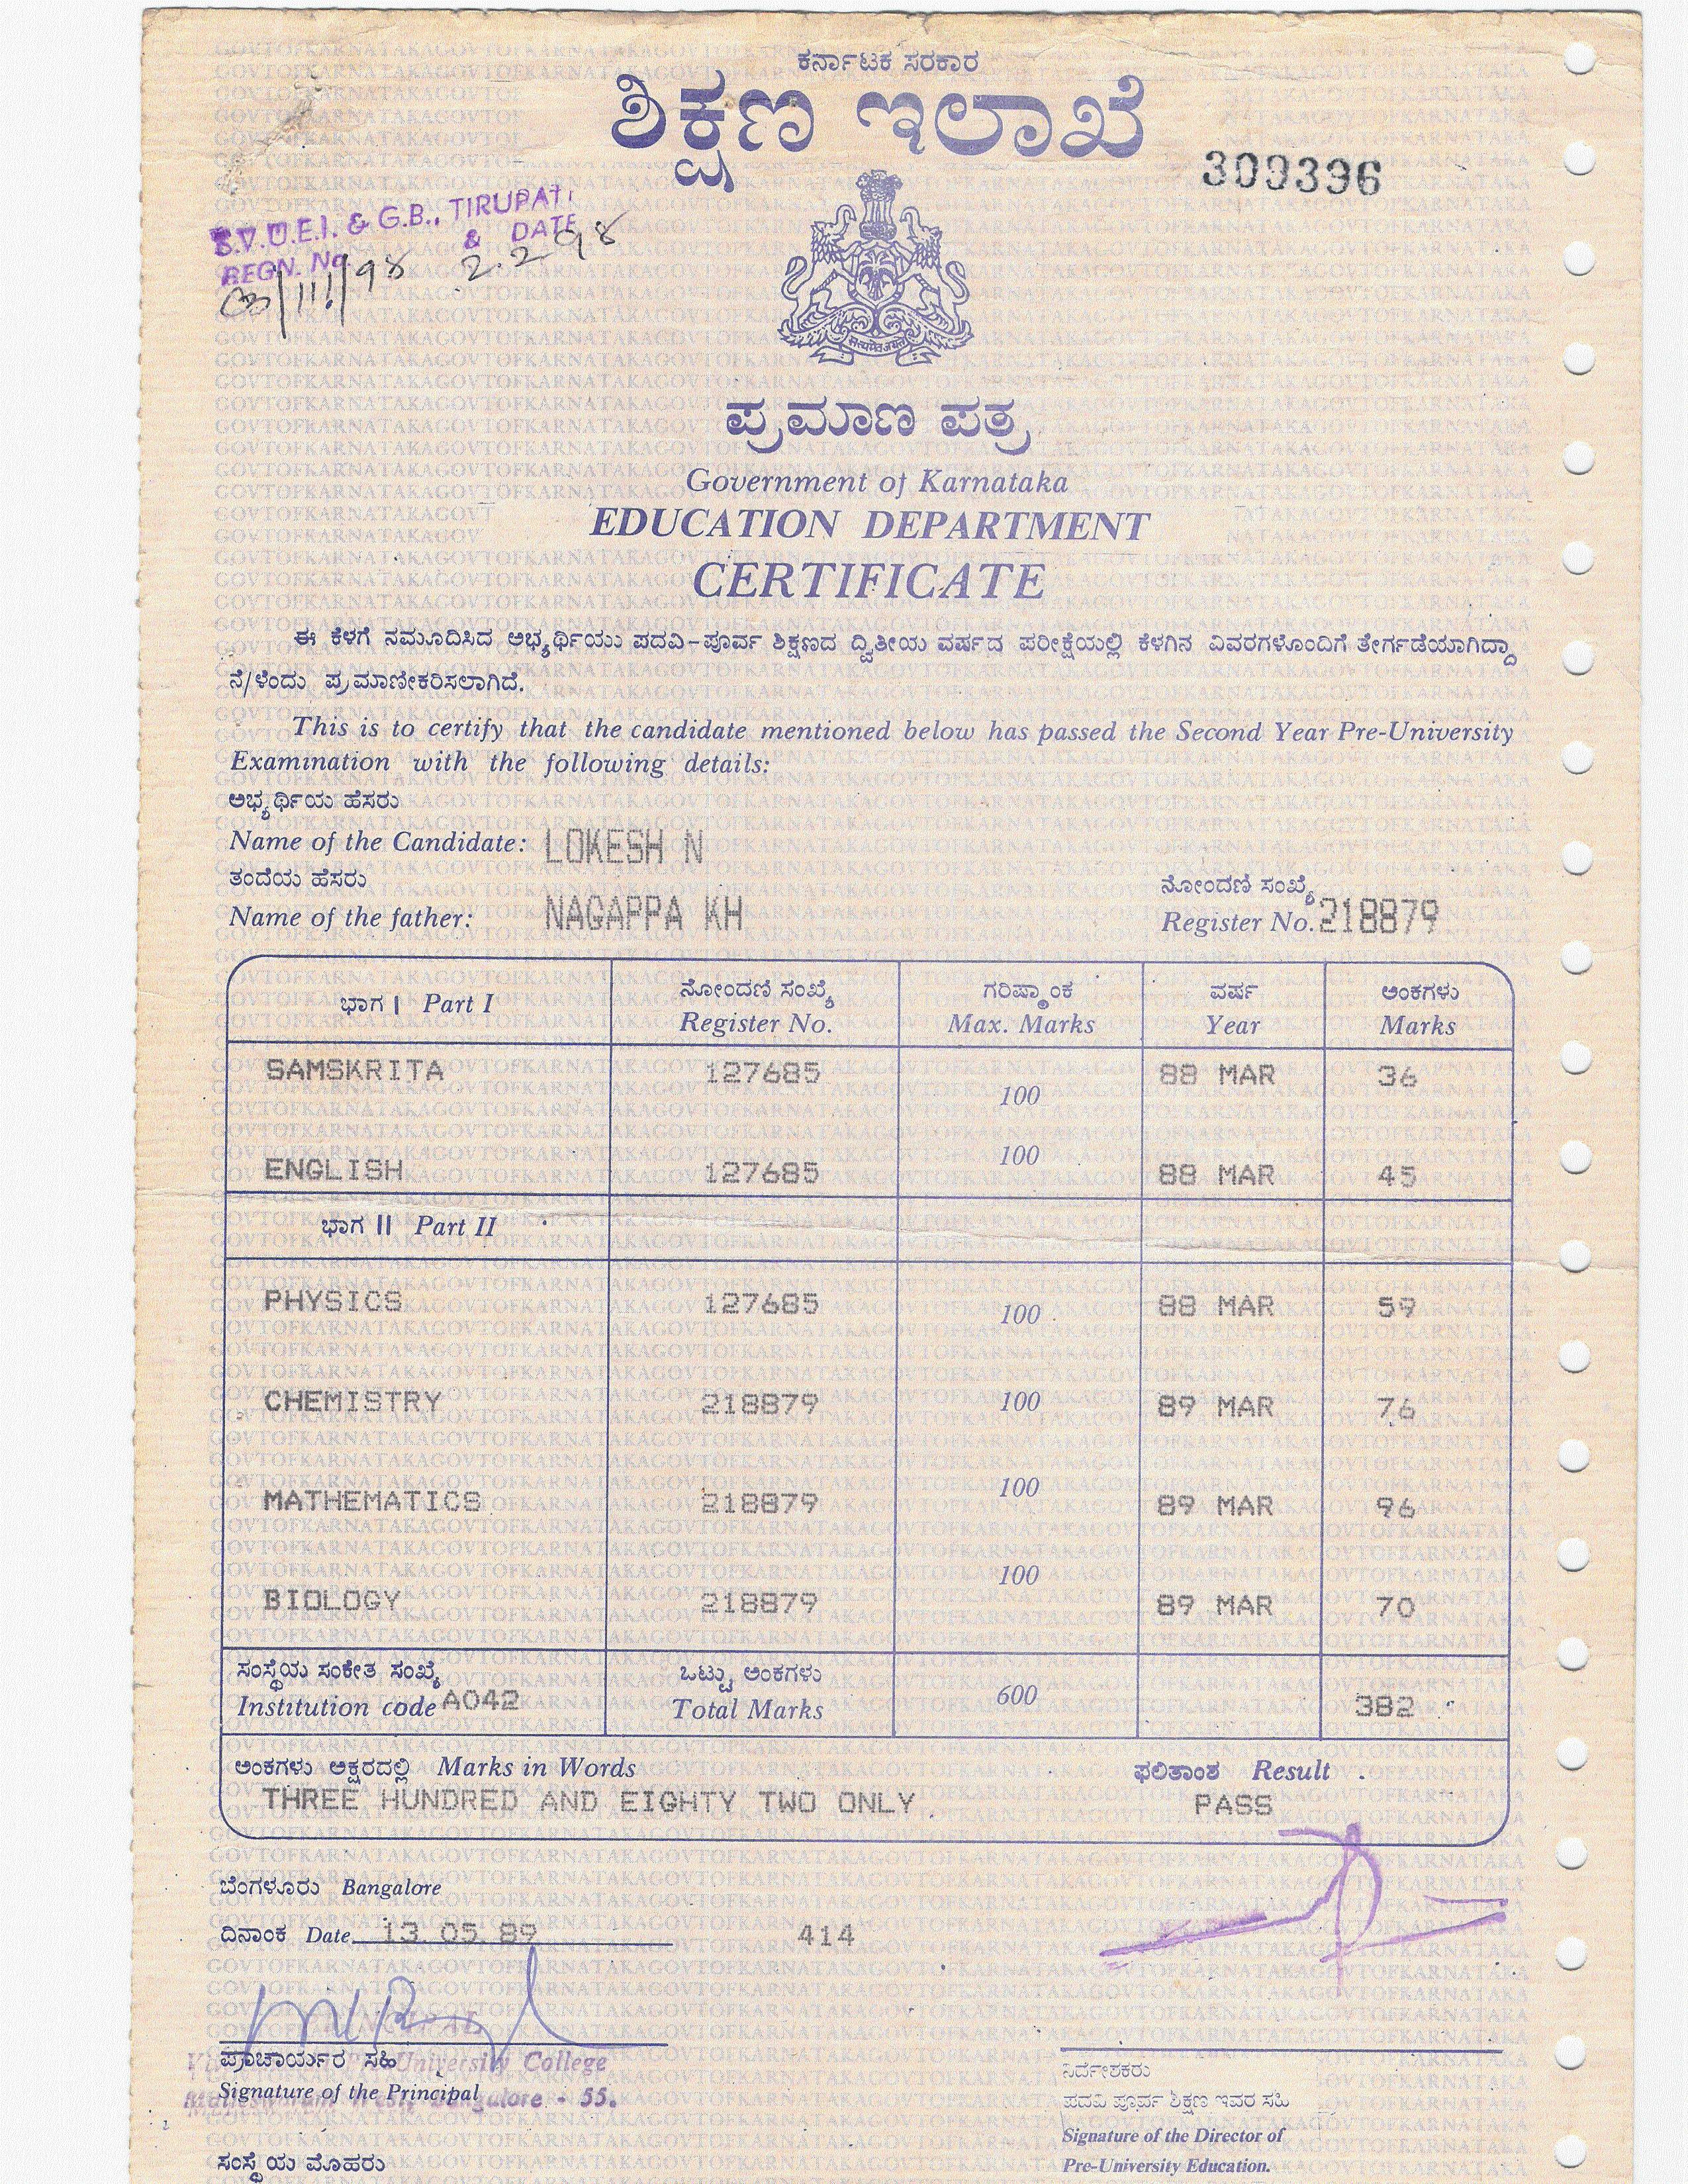 ಕರ್ನಾಟಕ ಸರಕಾರ
ಶಿಕ್ಷಣ ಇಲಾಖೆ
309396
S.V.U.E.I. & G.B., TIRUPATI
REGN. No. & DATE
/111/98 2.2.98
सत्यमेव जयते
ಪ್ರಮಾಣ ಪತ್ರ
Government of Karnataka
EDUCATION DEPARTMENT
CERTIFICATE
ಈ ಕೆಳಗೆ ನಮೂದಿಸಿದ ಅಭ್ಯರ್ಥಿಯು ಪದವಿ-ಪೂರ್ವ ಶಿಕ್ಷಣದ ದ್ವಿತೀಯ ವರ್ಷದ ಪರೀಕ್ಷೆಯಲ್ಲಿ ಕೆಳಗಿನ ವಿವರಗಳೊಂದಿಗೆ ತೇರ್ಗಡೆಯಾಗಿದ್ದಾ
ನೆ/ಳೆಂದು ಪ್ರಮಾಣೀಕರಿಸಲಾಗಿದೆ.
This is to certify that the candidate mentioned below has passed the Second Year Pre-University
Examination with the following details:
ಅಭ್ಯರ್ಥಿಯ ಹೆಸರು
Name of the Candidate: LOKESH N
ತಂದೆಯ ಹೆಸರು ನೋಂದಣಿ ಸಂಖ್ಯೆ
Name of the father: NAGAPPA KH Register No. 218879
ಭಾಗ I Part I ನೋಂದಣಿ ಸಂಖ್ಯೆ ಗರಿಷ್ಠಾಂಕ ವರ್ಷ ಅಂಕಗಳು
Register No. Max. Marks Year Marks
SAMSKRITA 127685 100 88 MAR 36
ENGLISH 127685 100 88 MAR 45
ಭಾಗ II Part II
PHYSICS 127685 100 88 MAR 59
CHEMISTRY 218879 100 89 MAR 76
MATHEMATICS 218879 100 89 MAR 96
BIOLOGY 218879 100 89 MAR 70
ಸಂಸ್ಥೆಯ ಸಂಕೇತ ಸಂಖ್ಯೆ ಒಟ್ಟು ಅಂಕಗಳು
Institution code A042 Total Marks 600 382
ಅಂಕಗಳು ಅಕ್ಷರದಲ್ಲಿ Marks in Words ಫಲಿತಾಂಶ Result
THREE HUNDRED AND EIGHTY TWO ONLY. PASS
ಬೆಂಗಳೂರು Bangalore
ದಿನಾಂಕ Date 13.05.89 414
ಪ್ರಾಚಾರ್ಯರ ಸಹಿ University College
Signature of the Principal Bangalore - 55.
ನಿರ್ದೇಶಕರು
ಪದವಿ ಪೂರ್ವ ಶಿಕ್ಷಣ ಇವರ ಸಹಿ
Signature of the Director of
Pre-University Education.
ಸಂಸ್ಥೆಯ ಮೊಹರು